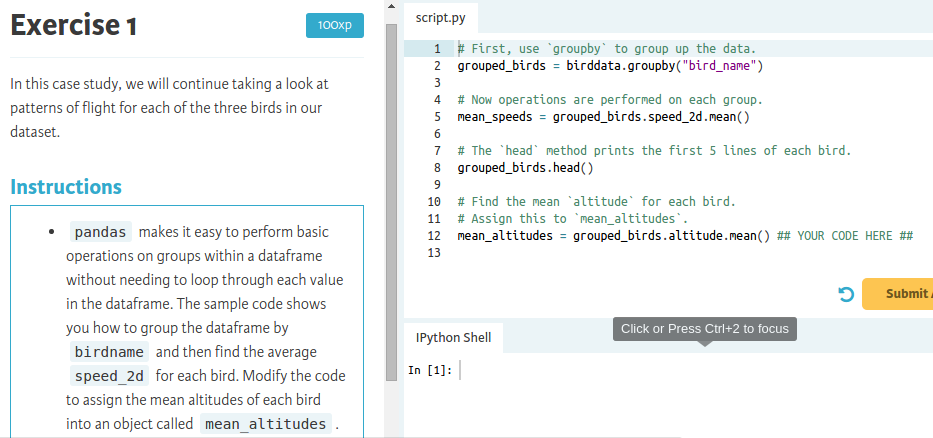 Exercise 1
100xp
In this case study, we will continue taking a look at
patterns of flight for each of the three birds in our
dataset.
Instructions
• pandas makes it easy to perform basic
operations on groups within a dataframe
without needing to loop through each value
in the dataframe. The sample code shows
you how to group the dataframe by
birdname and then find the average
speed_2d for each bird. Modify the code
to assign the mean altitudes of each bird
into an object called mean_altitudes .
script.py
1 # First, use `groupby` to group up the data.
2 grouped_birds = birddata.groupby("bird_name")
3
4 # Now operations are performed on each group.
5 mean_speeds = grouped_birds.speed_2d.mean()
6
7 # The `head` method prints the first 5 lines of each bird.
8 grouped_birds.head()
9
10 # Find the mean `altitude` for each bird.
11 # Assign this to `mean_altitudes`.
12 mean_altitudes = grouped_birds.altitude.mean() ## YOUR CODE HERE ##
13
Submit
Click or Press Ctrl+2 to focus
IPython Shell
In [1]: